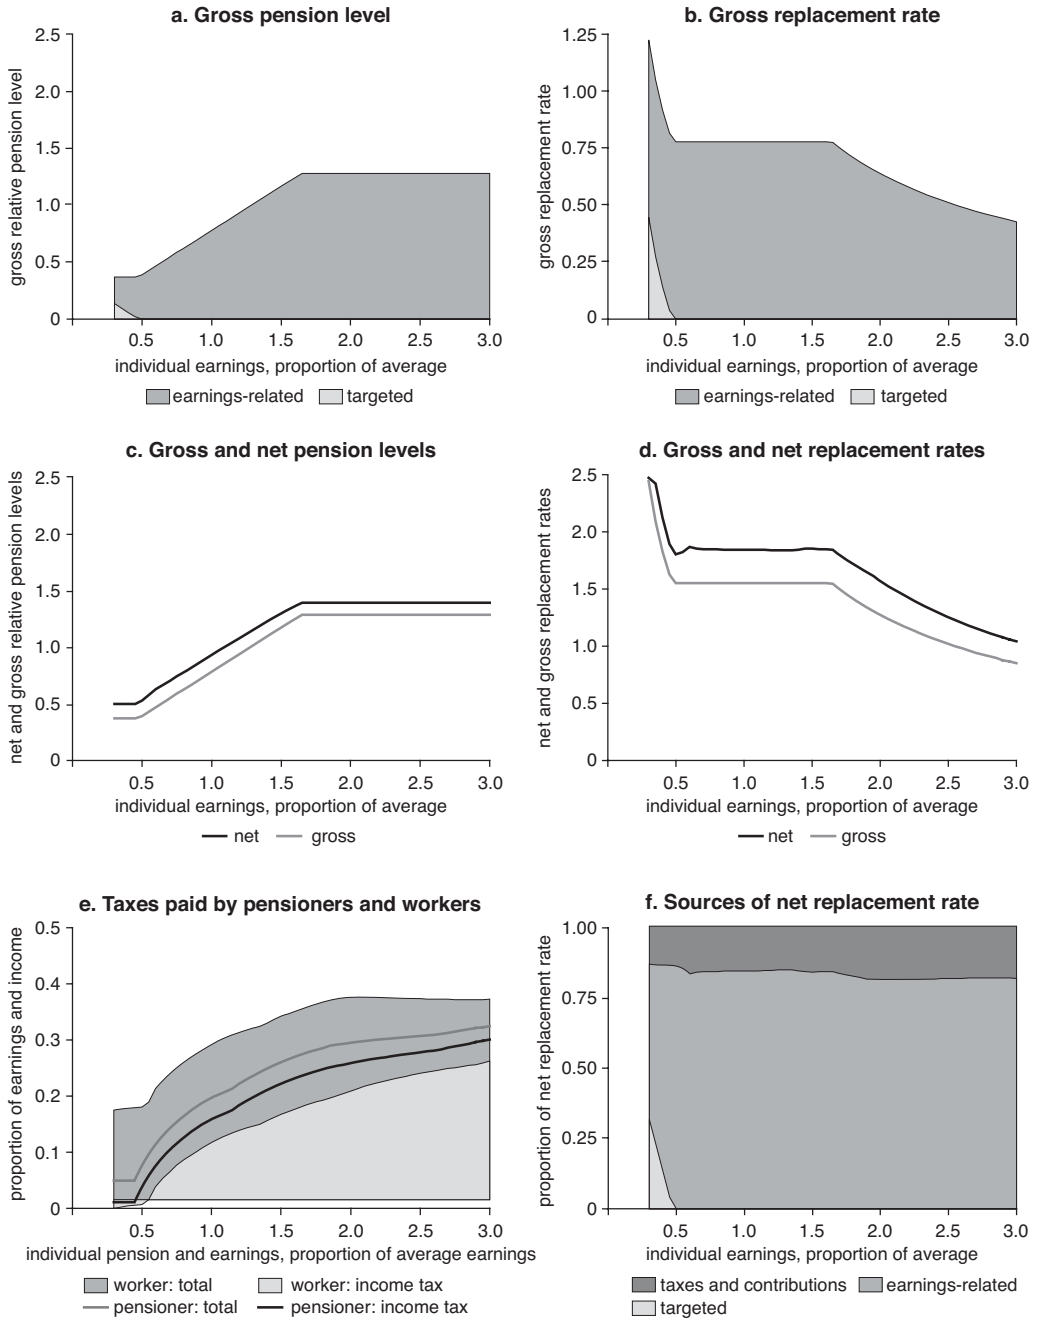 a. Gross pension level
gross relative pension level
2.5
2.0
1.5
1.0
0.5
0
0.5 1.0 1.5 2.0 2.5 3.0
individual earnings, proportion of average
earnings-related targeted
b. Gross replacement rate
gross replacement rate
1.25
1.00
0.75
0.50
0.25
0
0.5 1.0 1.5 2.0 2.5 3.0
individual earnings, proportion of average
earnings-related targeted
c. Gross and net pension levels
net and gross relative pension levels
2.5
2.0
1.5
1.0
0.5
0
0.5 1.0 1.5 2.0 2.5 3.0
individual earnings, proportion of average
net gross
d. Gross and net replacement rates
net and gross replacement rates
2.5
2.0
1.5
1.0
0.5
0
0.5 1.0 1.5 2.0 2.5 3.0
individual earnings, proportion of average
net gross
e. Taxes paid by pensioners and workers
proportion of earnings and income
0.5
0.4
0.3
0.2
0.1
0
0.5 1.0 1.5 2.0 2.5 3.0
individual pension and earnings, proportion of average earnings
worker: total worker: income tax
pensioner: total pensioner: income tax
f. Sources of net replacement rate
proportion of net replacement rate
1.00
0.75
0.50
0.25
0
0.5 1.0 1.5 2.0 2.5 3.0
individual earnings, proportion of average
taxes and contributions earnings-related
targeted